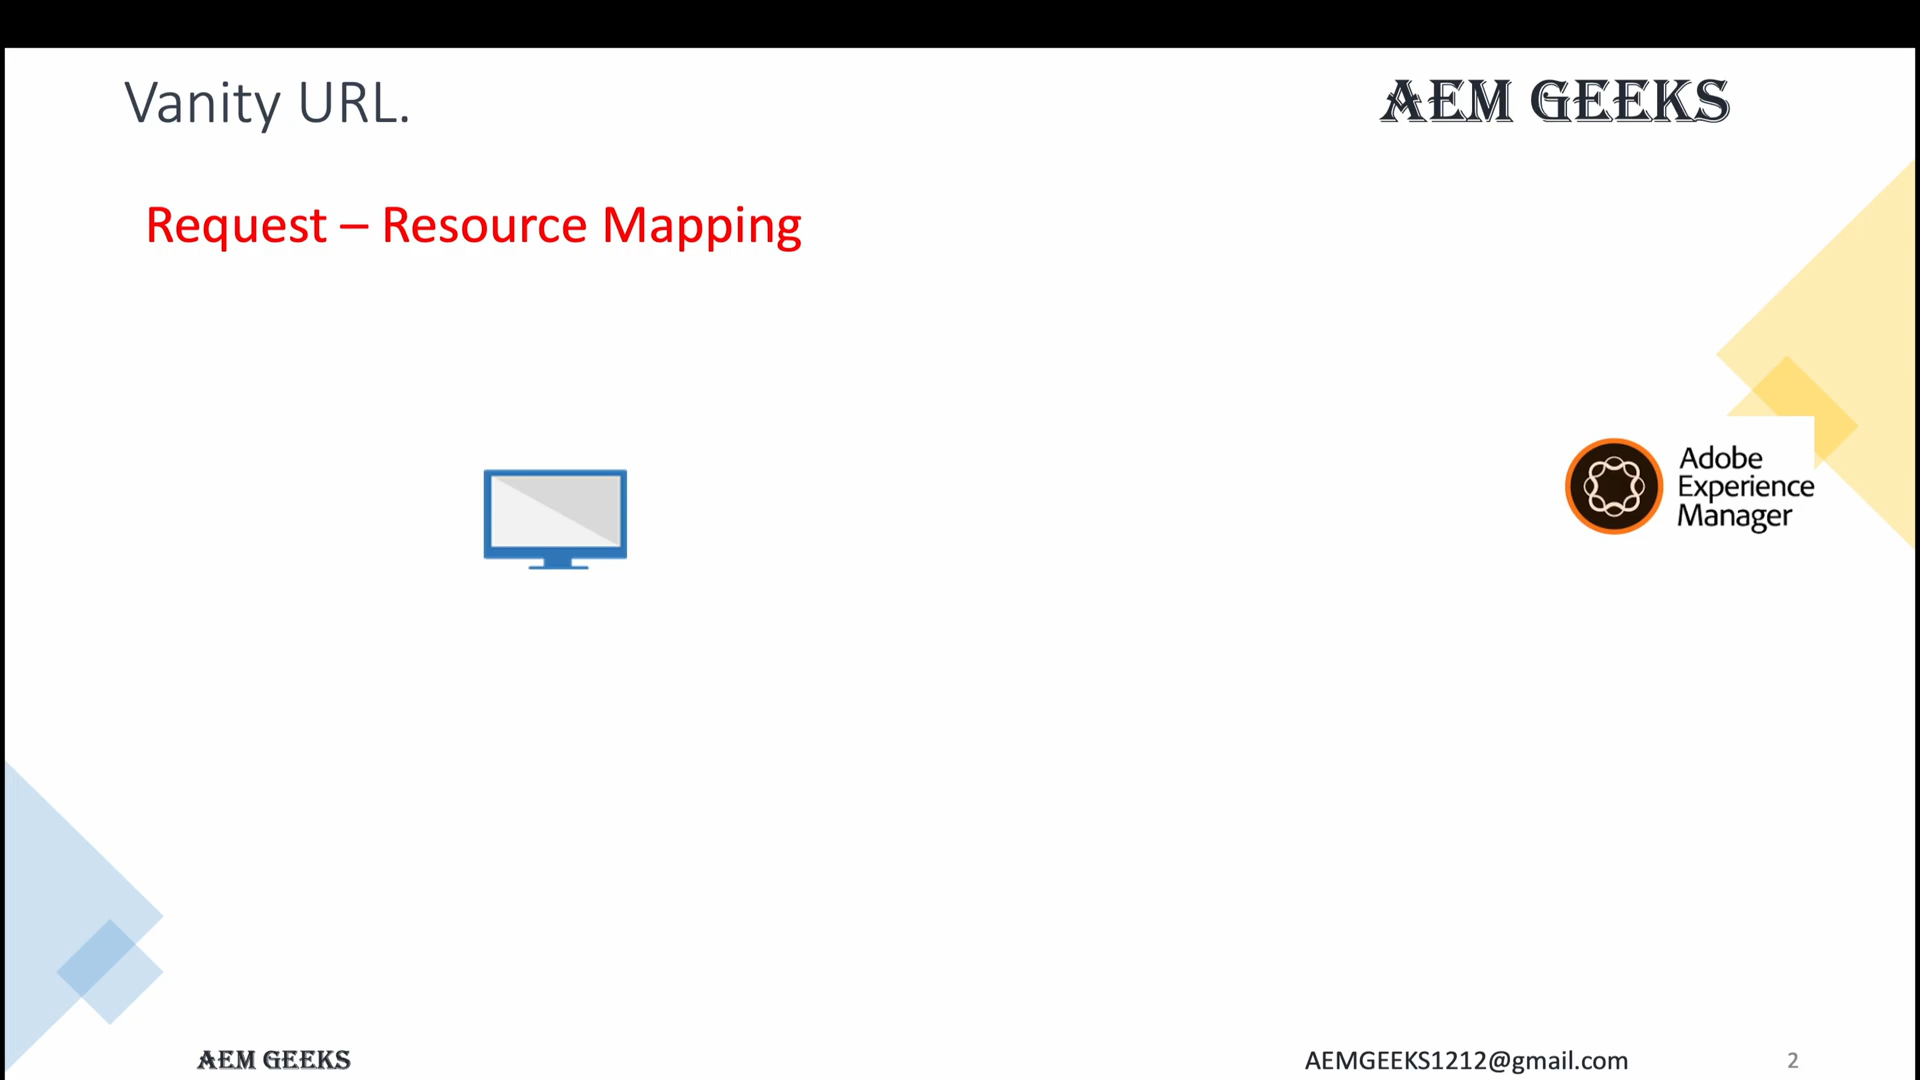 Vanity URL.
AEM GEEKS
Request – Resource Mapping
Adobe
Experience
Manager
AEM GEEKS
AEMGEEKS1212@gmail.com
2